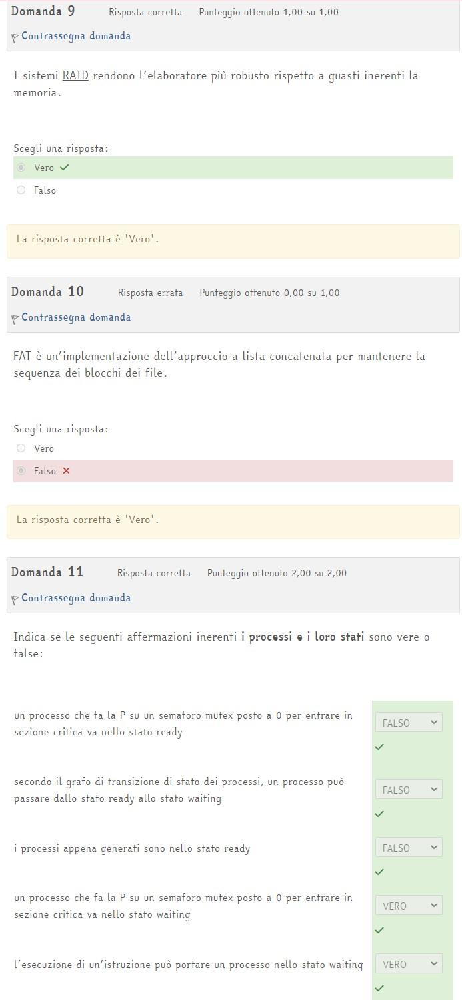 Domanda 9 Risposta corretta Punteggio ottenuto 1,00 su 1,00
Contrassegna domanda
I sistemi RAID rendono l'elaboratore più robusto rispetto a guasti inerenti la
memoria.
Scegli una risposta:
Vero
Falso
La risposta corretta è 'Vero'.
Domanda 10 Risposta errata Punteggio ottenuto 0,00 su 1,00
Contrassegna domanda
FAT è un'implementazione dell'approccio a lista concatenata per mantenere la
sequenza dei blocchi dei file.
Scegli una risposta:
Vero
Falso
La risposta corretta è 'Vero'.
Domanda 11 Risposta corretta Punteggio ottenuto 2,00 su 2,00
Contrassegna domanda
Indica se le seguenti affermazioni inerenti i processi e i loro stati sono vere o
false:
un processo che fa la P su un semaforo mutex posto a 0 per entrare in
sezione critica va nello stato ready
FALSO
secondo il grafo di transizione di stato dei processi, un processo può
passare dallo stato ready allo stato waiting
FALSO
i processi appena generati sono nello stato ready
FALSO
un processo che fa la P su un semaforo mutex posto a 0 per entrare in
sezione critica va nello stato waiting
VERO
l'esecuzione di un'istruzione può portare un processo nello stato waiting
VERO